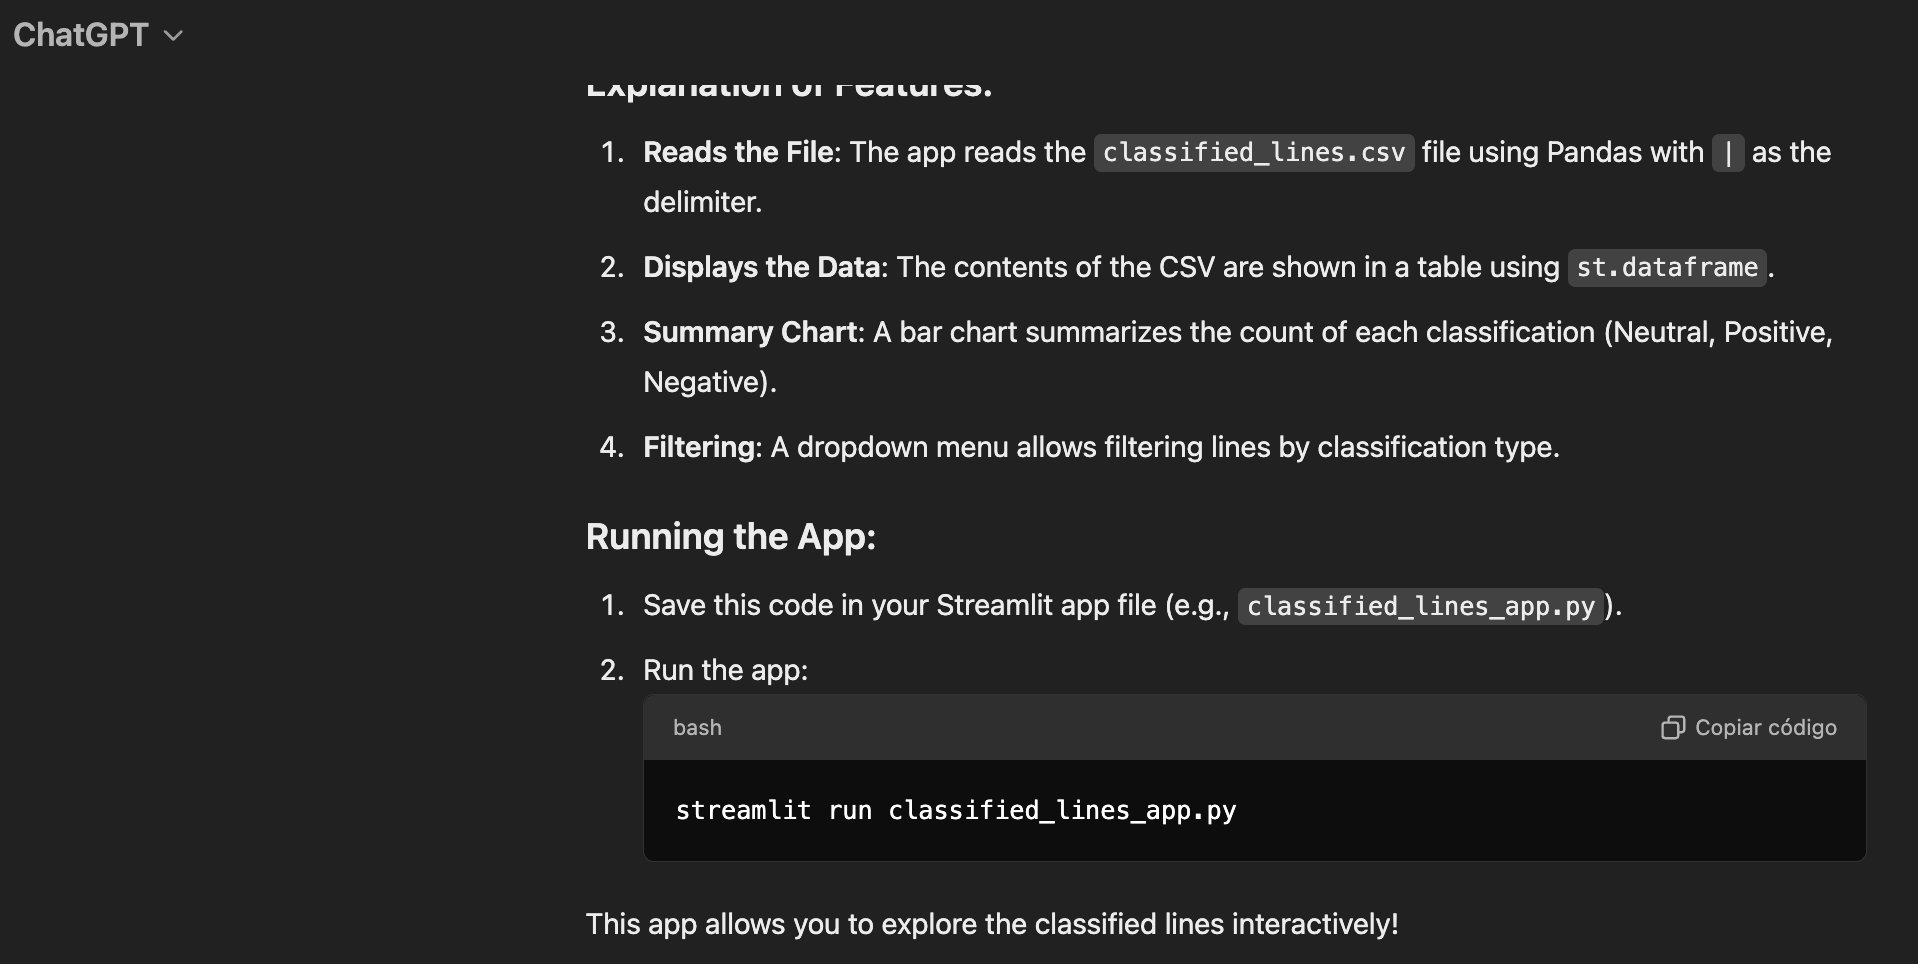 ChatGPT
Explanation of Features:
1. Reads the File: The app reads the classified_lines.csv file using Pandas with | as the
delimiter.
2. Displays the Data: The contents of the CSV are shown in a table using st.dataframe.
3. Summary Chart: A bar chart summarizes the count of each classification (Neutral, Positive,
Negative).
4. Filtering: A dropdown menu allows filtering lines by classification type.
Running the App:
1. Save this code in your Streamlit app file (e.g., classified_lines_app.py).
2. Run the app:
bash
Copiar código
streamlit run classified_lines_app.py
This app allows you to explore the classified lines interactively!